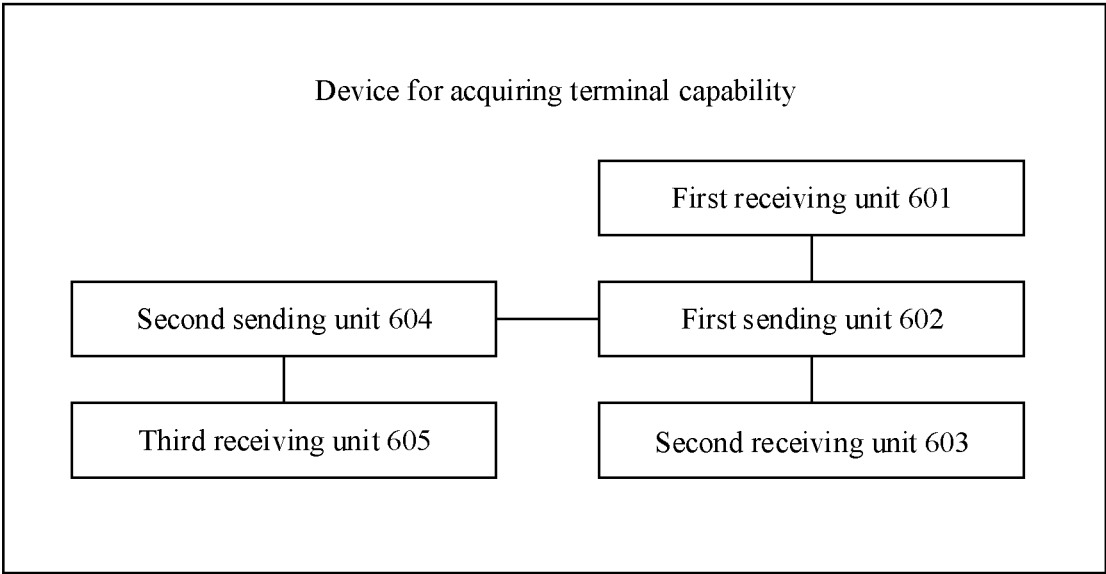 Device for acquiring terminal capability
First receiving unit 601
Second sending unit 604
First sending unit 602
Third receiving unit 605
Second receiving unit 603